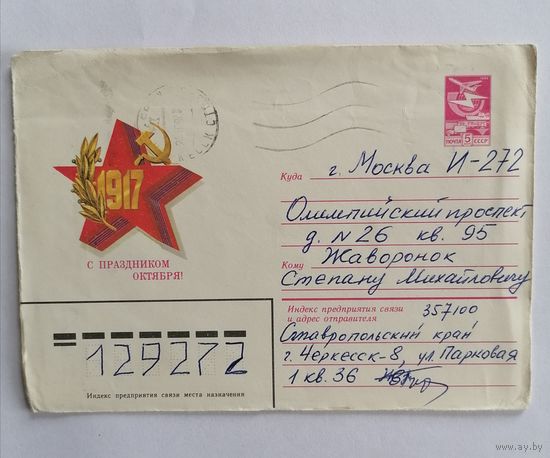 1917
С ПРАЗДНИКОМ
ОКТЯБРЯ!
ПОЧТА 5 СССР
Куда г. Москва И-272
Олимпийский проспект
д. N 26 кв. 95
Кому Жаворонок
Степану Михайловичу
Индекс предприятия связи
и адрес отправителя 357100
Ставропольский край
г. Черкесск-8, ул. Парковая
1 кв. 36
129272
Индекс предприятия связи места назначения
www.ay.by